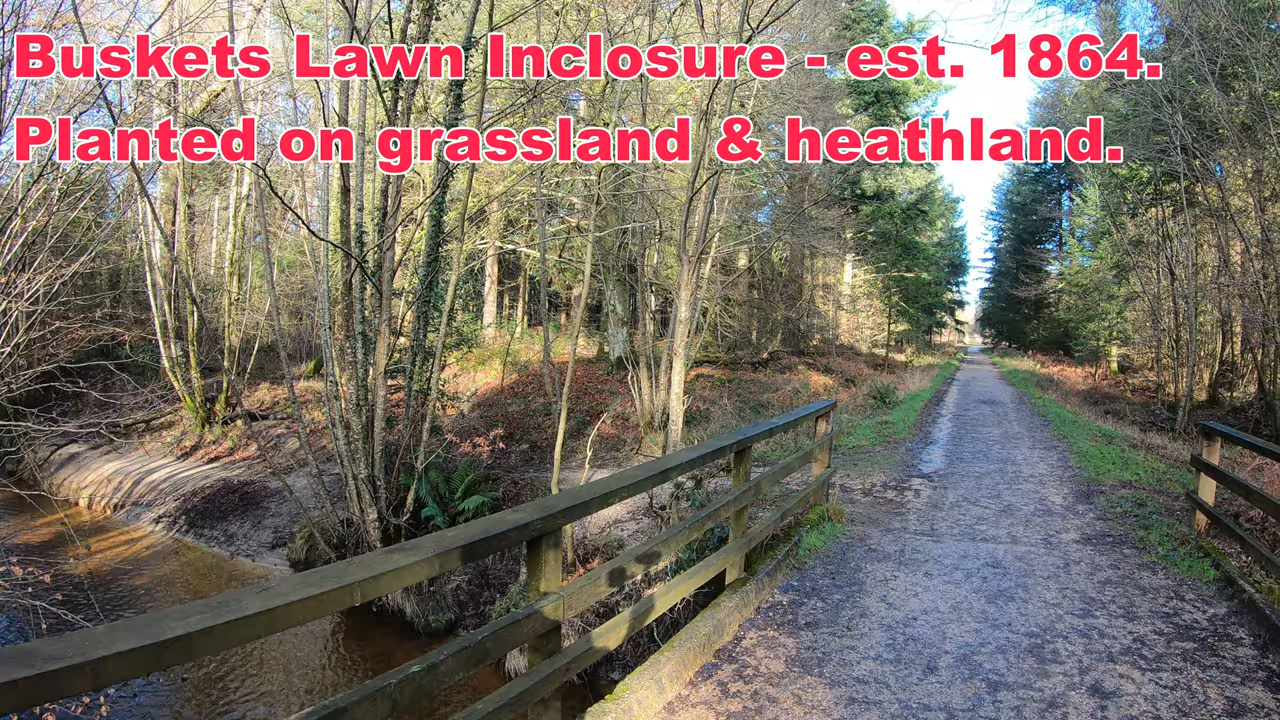 Buskets Lawn Inclosure - est. 1864.
Planted on grassland & heathland.